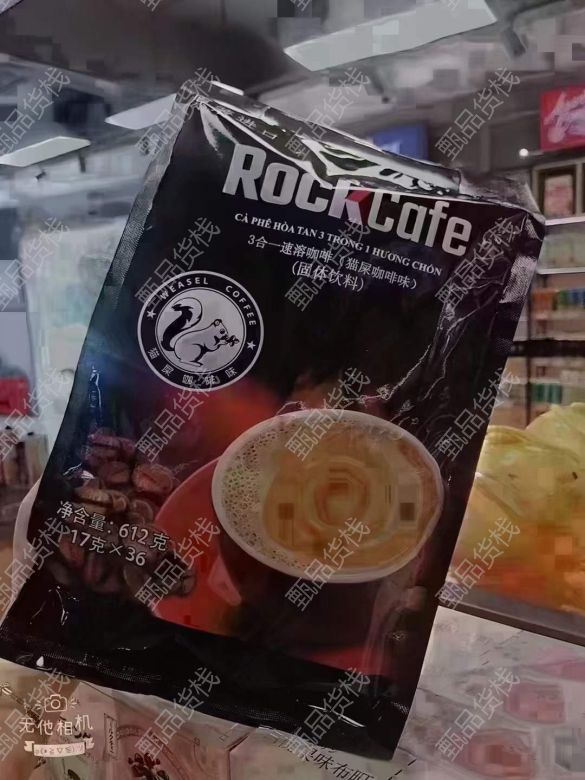 进口
ROCKCafe
CÀ PHÊ HÒA TAN 3 TRONG 1 HƯƠNG CHỒN
3合一速溶咖啡（猫屎咖啡味）
(固体饮料)
★ WEASEL COFFEE ★
猫屎咖啡味
净含量：612克
17克×36
无他相机
甄品货栈